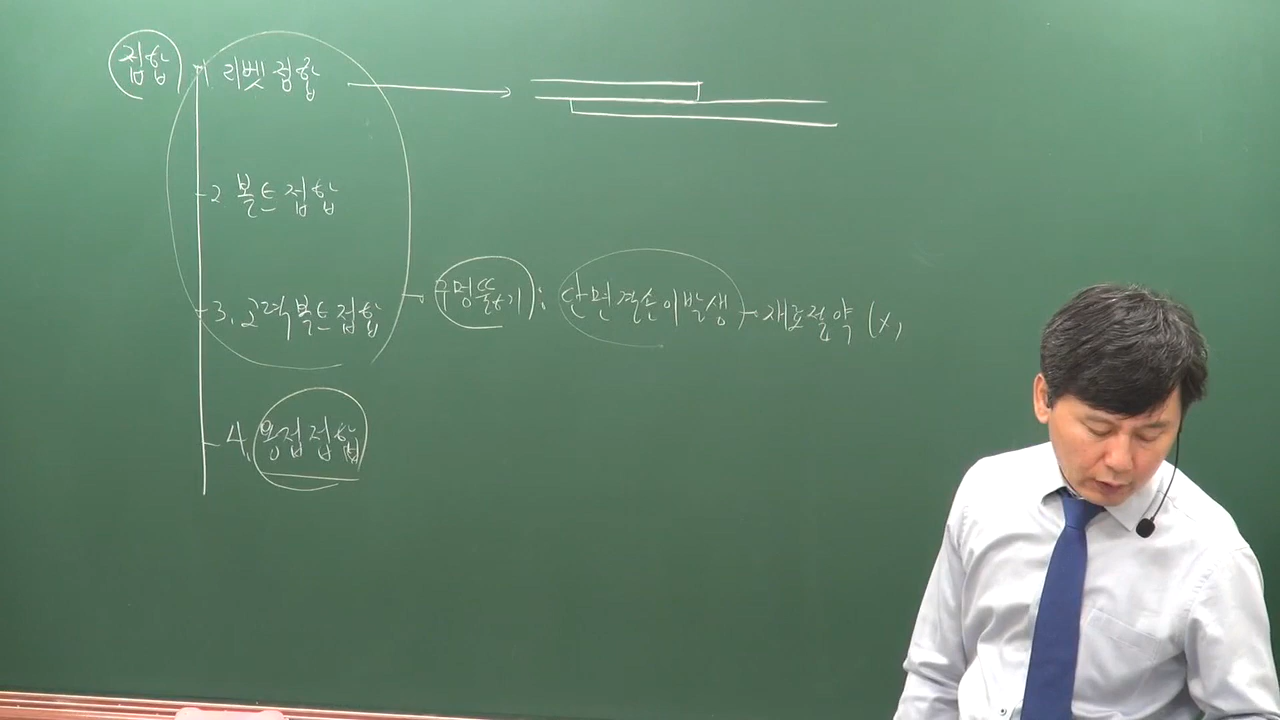 접합
1 리벳접합
2 볼트접합
3, 고력볼트접합 구멍뚫기 : 단면결손이발생 재료절약 (x,
4, 용접접합